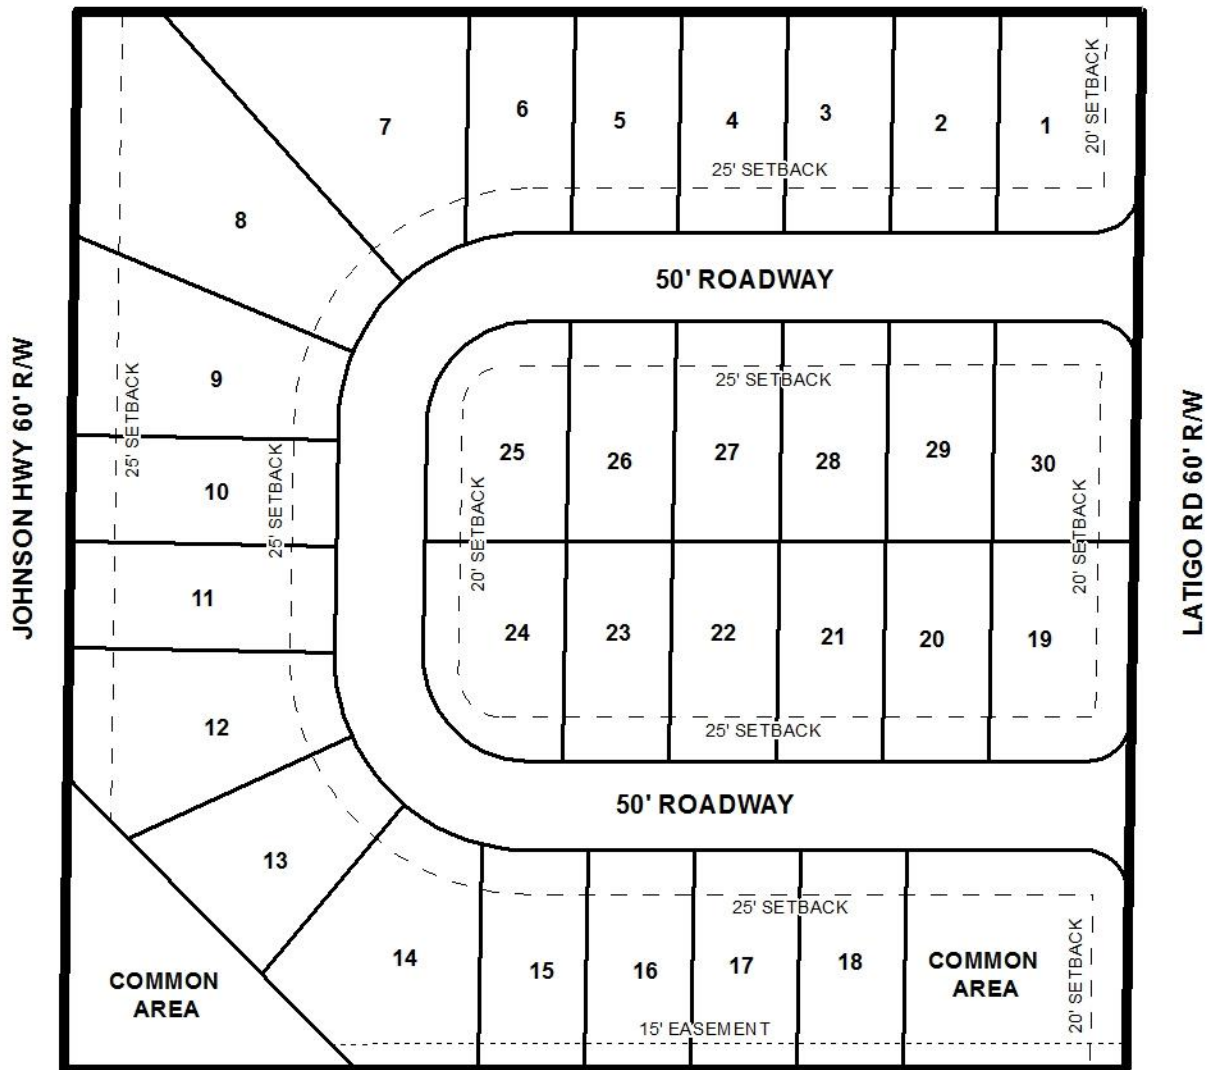 20' SETBACK
6
5
4
3
2
1
7
25' SETBACK
8
50' ROADWAY
JOHNSON HWY 60' R/W
9
25' SETBACK
25' SETBACK
LATIGO RD 60' R/W
25
26
27
28
29
30
10
25' SETBACK
20' SETBACK
20' SETBACK
11
24
23
22
21
20
19
12
25' SETBACK
50' ROADWAY
13
25' SETBACK
14
15
16
17
18
COMMON
AREA
20' SETBACK
COMMON
AREA
15' EASEMENT